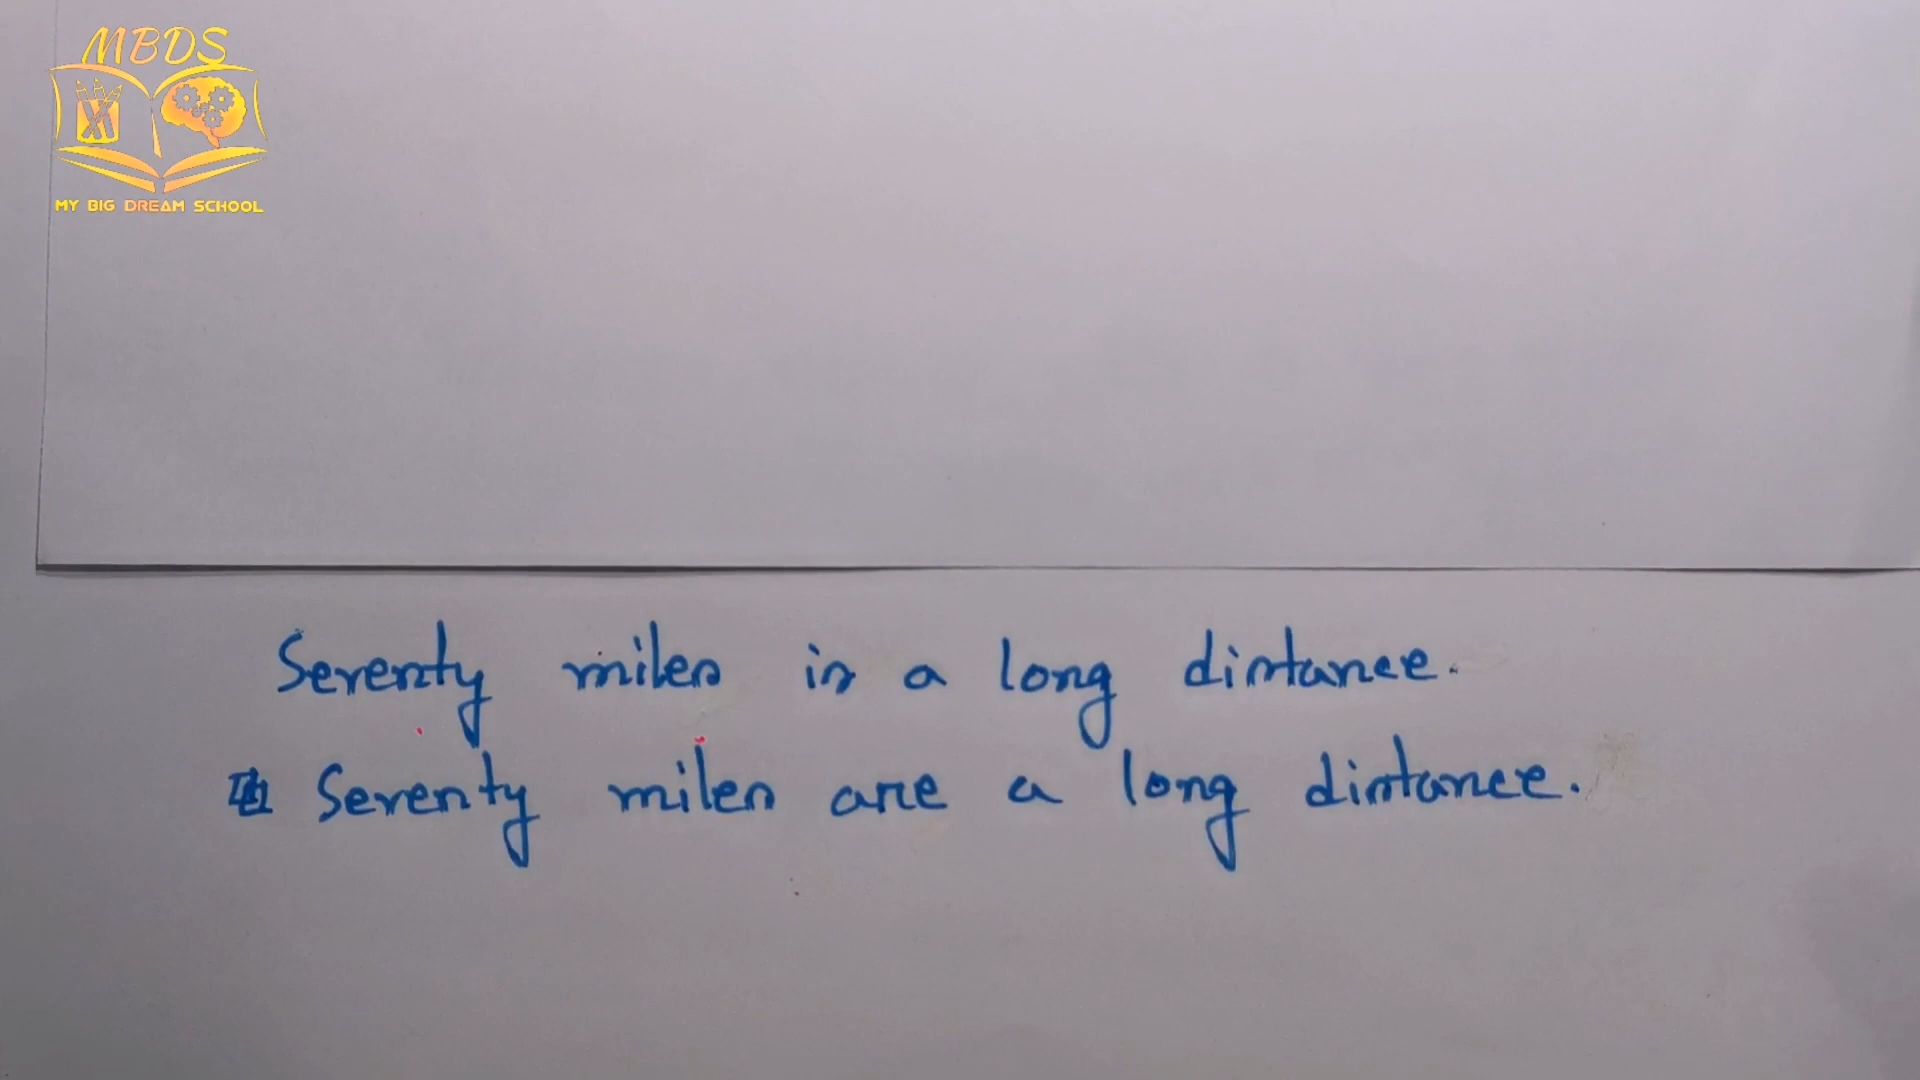 MBDS
MY BIG DREAM SCHOOL
Seventy miles is a long distance.
Seventy miles are a long distance.